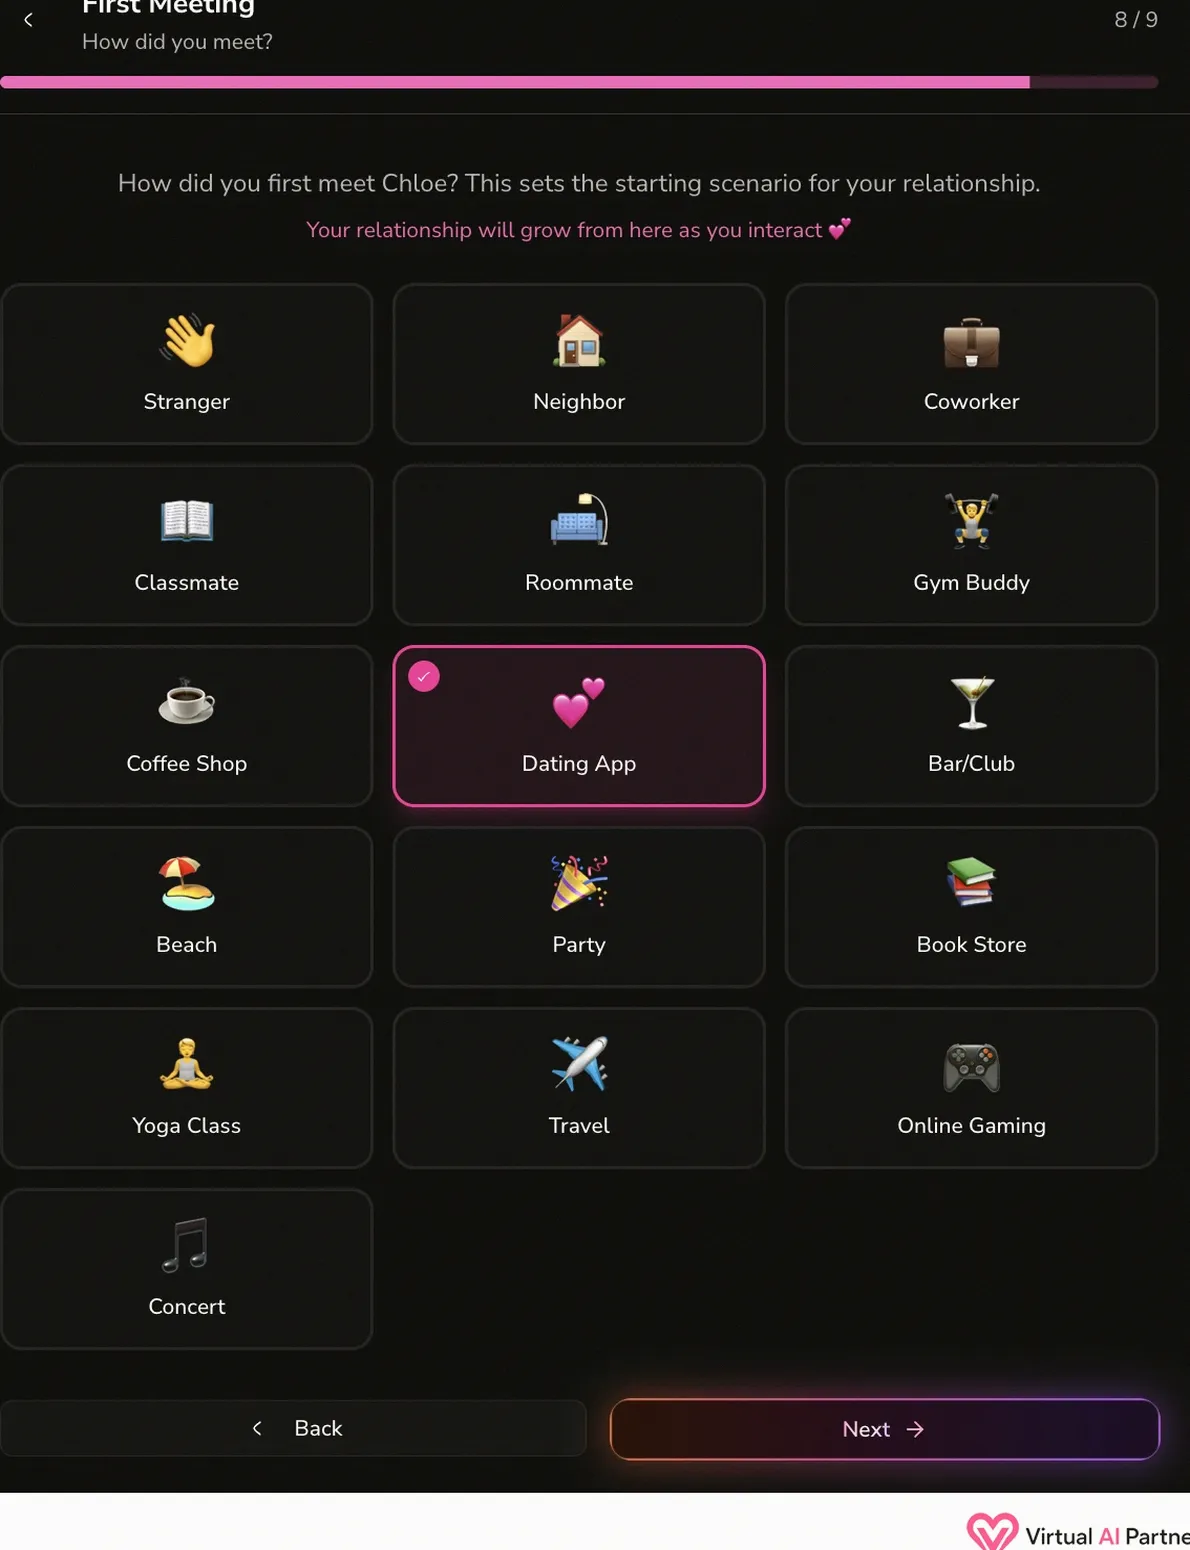 First Meeting
8 / 9
How did you meet?
How did you first meet Chloe? This sets the starting scenario for your relationship.
Your relationship will grow from here as you interact 💕
Stranger
Neighbor
Coworker
Classmate
Roommate
Gym Buddy
Coffee Shop
Dating App
Bar/Club
Beach
Party
Book Store
Yoga Class
Travel
Online Gaming
Concert
Back
Next →
Virtual AI Partne